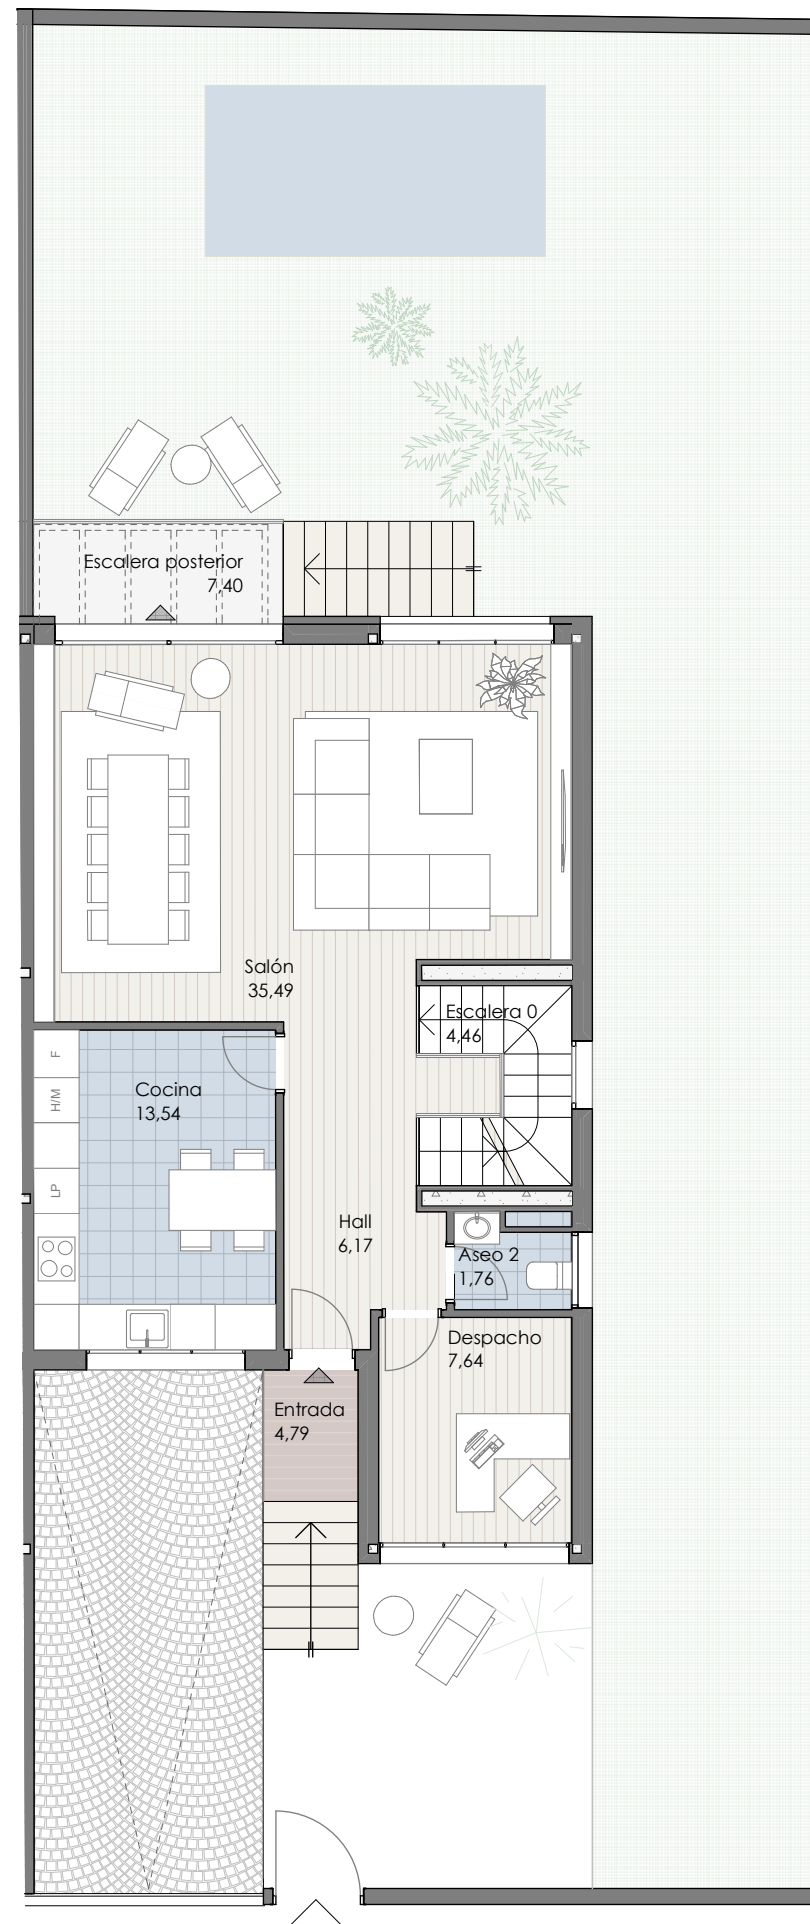 Escalera posterior
7,40
Salón
35,49
Escalera 0
4,46
F
H/M
LP
Cocina
13,54
Hall
6,17
Aseo 2
1,76
Despacho
7,64
Entrada
4,79